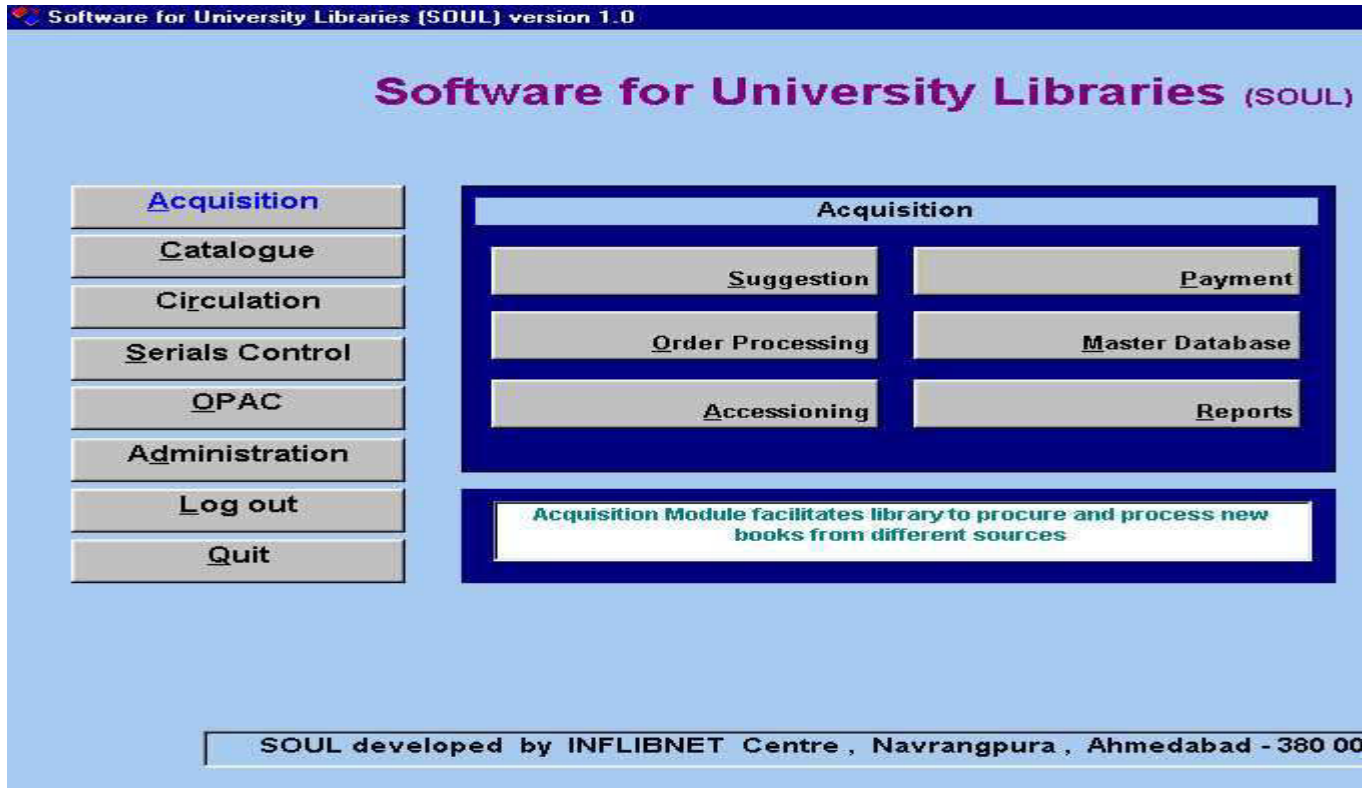 Software for University Libraries (SOUL) version 1.0
Software for University Libraries (SOUL)
Acquisition
Catalogue
Circulation
Serials Control
OPAC
Administration
Log out
Quit
Acquisition
Suggestion
Payment
Order Processing
Master Database
Accessioning
Reports
Acquisition Module facilitates library to procure and process new
books from different sources
SOUL developed by INFLIBNET Centre , Navrangpura , Ahmedabad - 380 00